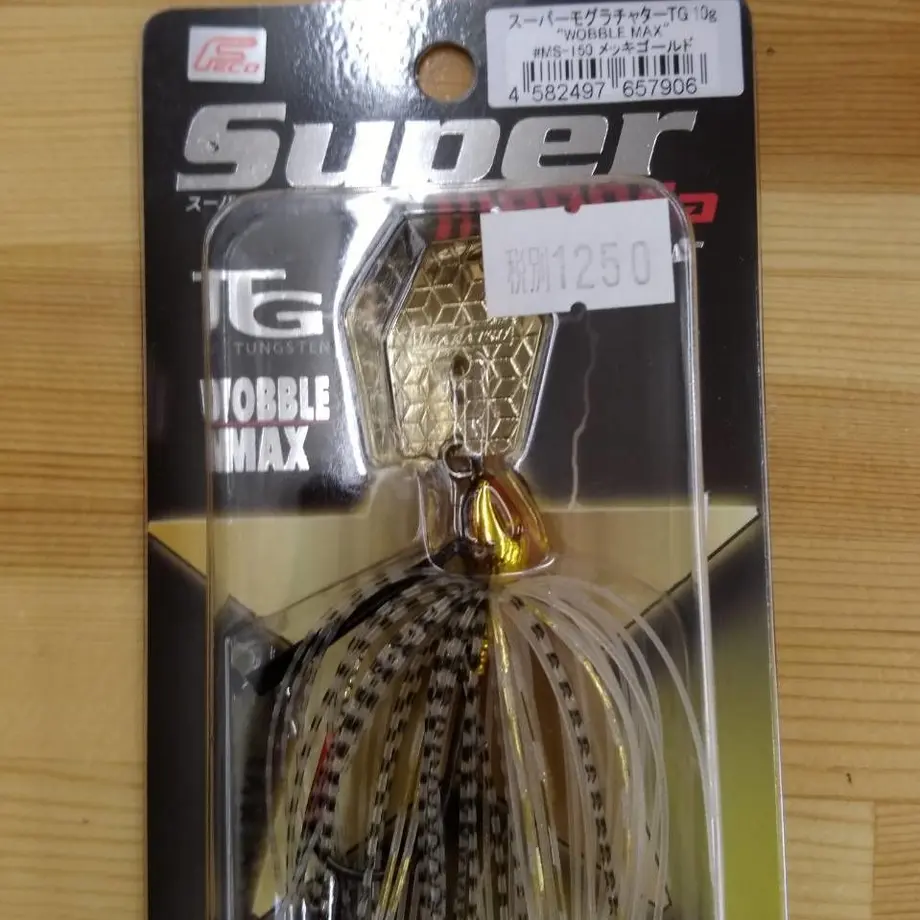 スーパーモグラチャターTG 10g
"WOBBLE MAX"
#MS-150 メッキゴールド
4 582497 657906
PECO
Super
税別1250
TG
TUNGSTEN
WOBBLE
MAX